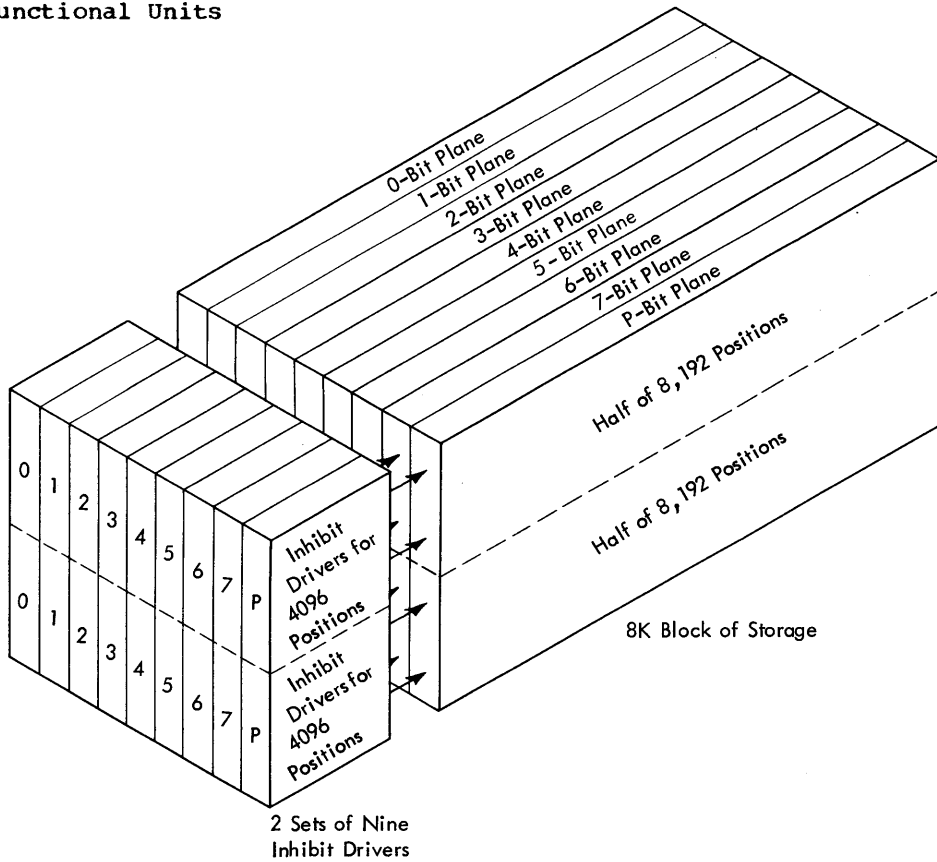 unctional Units
0-Bit Plane
1-Bit Plane
2-Bit Plane
3-Bit Plane
4-Bit Plane
5-Bit Plane
6-Bit Plane
7-Bit Plane
P-Bit Plane
Half of 8,192 Positions
Half of 8,192 Positions
8K Block of Storage
0 1 2 3 4 5 6 7 P
Inhibit
Drivers for
4096
Positions
0 1 2 3 4 5 6 7 P
Inhibit
Drivers for
4096
Positions
2 Sets of Nine
Inhibit Drivers